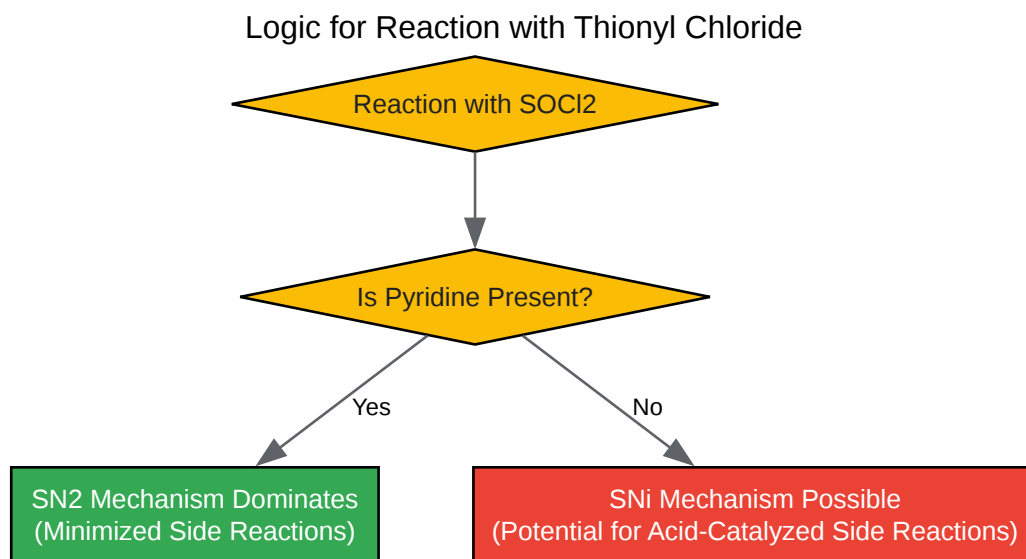 Logic for Reaction with Thionyl Chloride
Reaction with SOCl2
Is Pyridine Present?
Yes
No
SN2 Mechanism Dominates
(Minimized Side Reactions)
SNi Mechanism Possible
(Potential for Acid-Catalyzed Side Reactions)